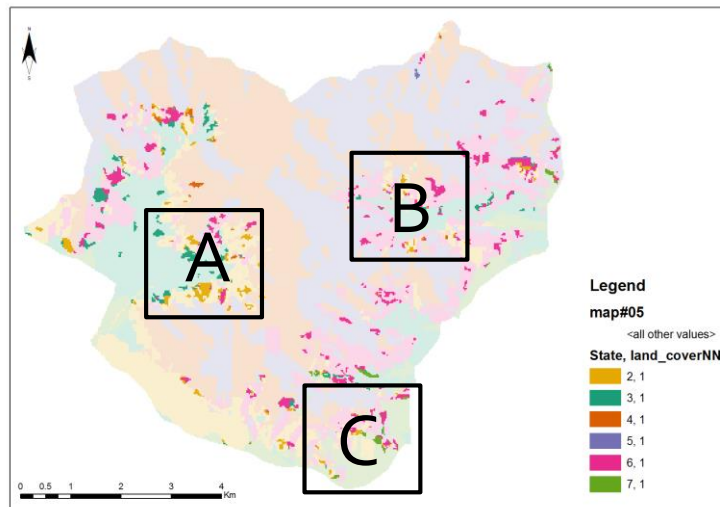 N
S
A
B
C
Legend
map#05
<all other values>
State, land_coverNN
2, 1
3, 1
4, 1
5, 1
6, 1
7, 1
0 0.5 1 2 3 4
Km